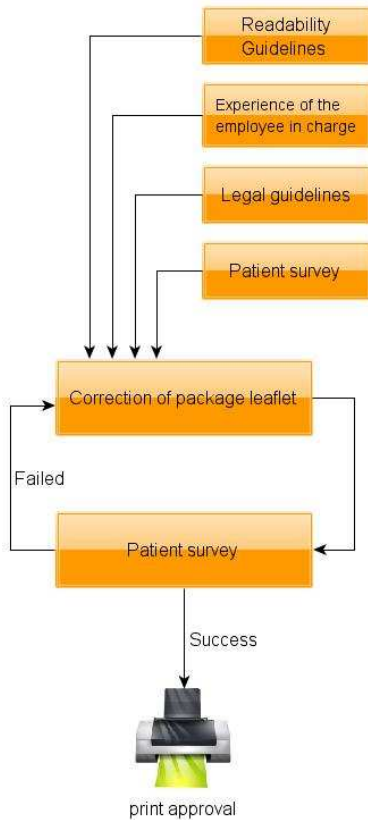 Readability
Guidelines
Experience of the
employee in charge
Legal guidelines
Patient survey
Correction of package leaflet
Failed
Patient survey
Success
print approval